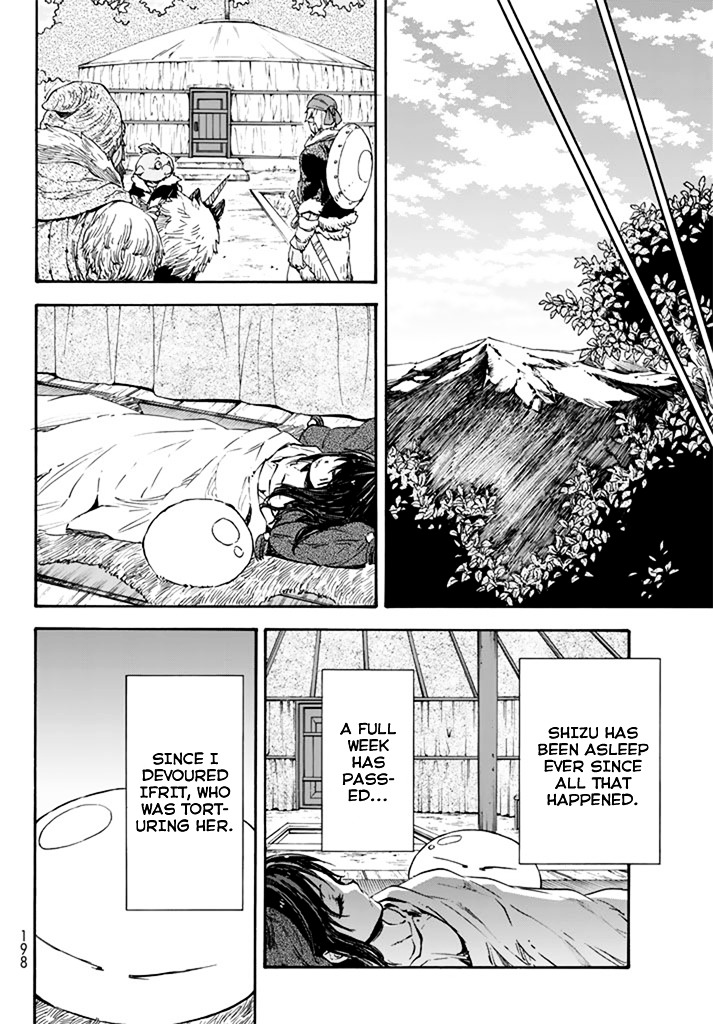 SHIZU HAS
BEEN ASLEEP
EVER SINCE
ALL THAT
HAPPENED.
A FULL
WEEK
HAS
PASS-
ED...
SINCE I
DEVOURED
IFRIT, WHO
WAS TORT-
URING HER.
198